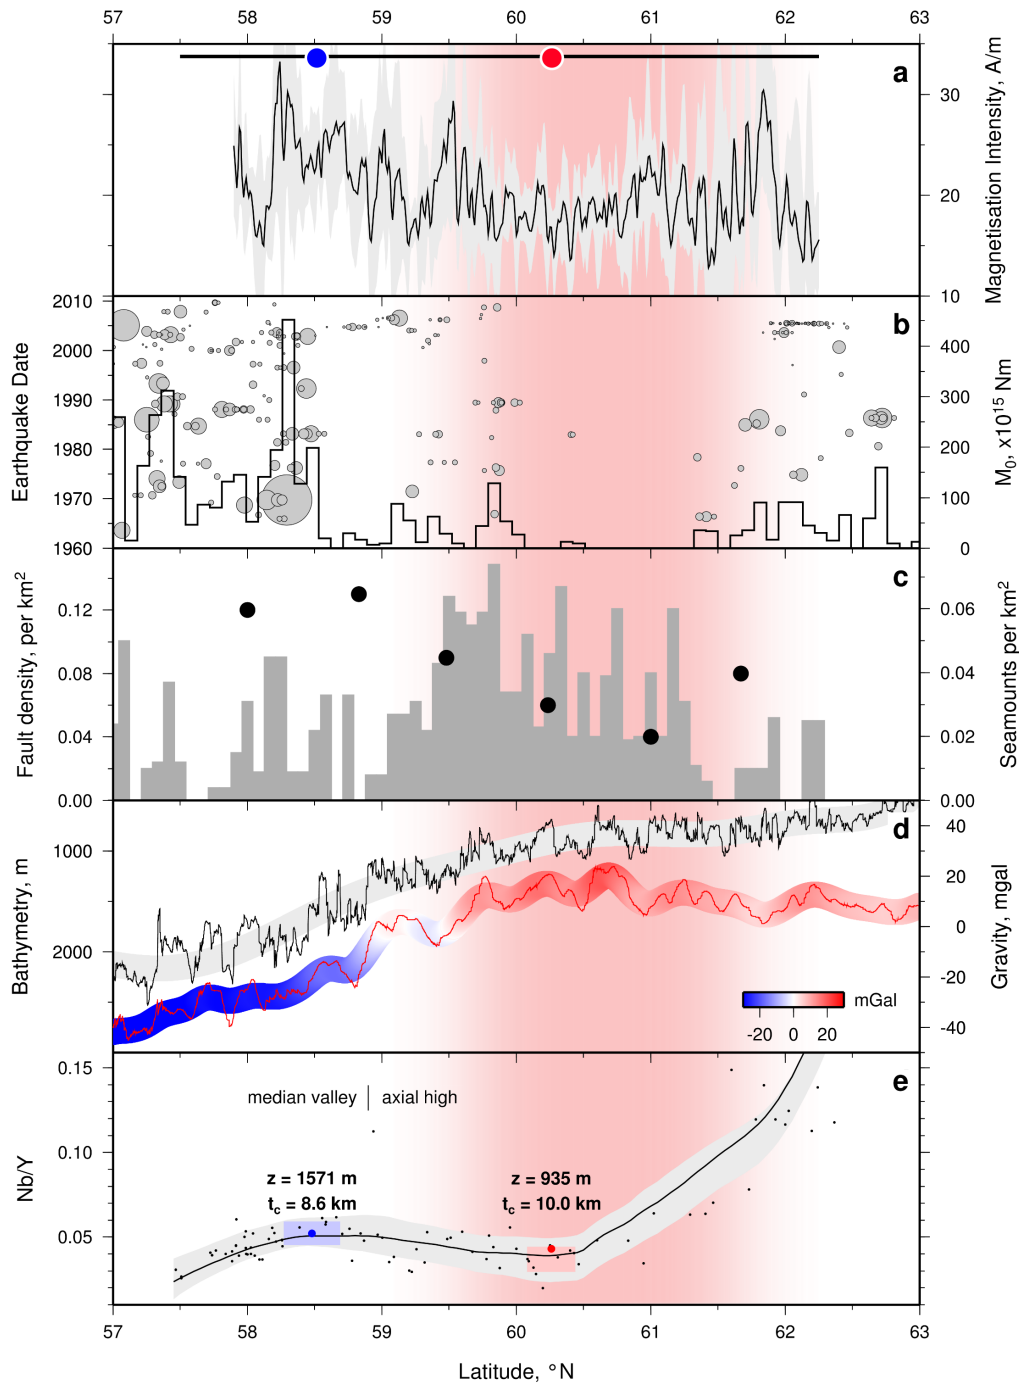 57 58 59 60 61 62 63
a
30
20
10
Magnetisation Intensity, A/m
b
2010
2000
1990
1980
1970
1960
Earthquake Date
400
300
200
100
0
M₀, x10¹⁵ Nm
c
0.12
0.08
0.04
0.00
Fault density, per km²
0.06
0.04
0.02
0.00
Seamounts per km²
d
1000
2000
Bathymetry, m
40
20
0
-20
-40
Gravity, mgal
mGal
-20 0 20
e
0.15
0.10
0.05
Nb/Y
median valley | axial high
z = 1571 m
t_c = 8.6 km
z = 935 m
t_c = 10.0 km
57 58 59 60 61 62 63
Latitude, °N